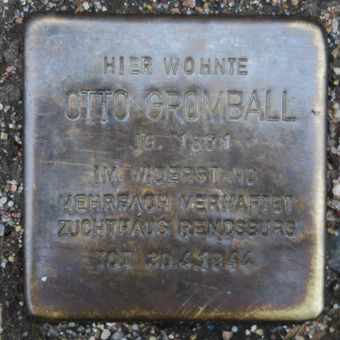 HIER WOHNTE
OTTO GROMBALL
JG. 1881
IM WIDERSTAND
MEHRFACH VERHAFTET
ZUCHTHAUS RENDSBURG
TOT 30.4.1944